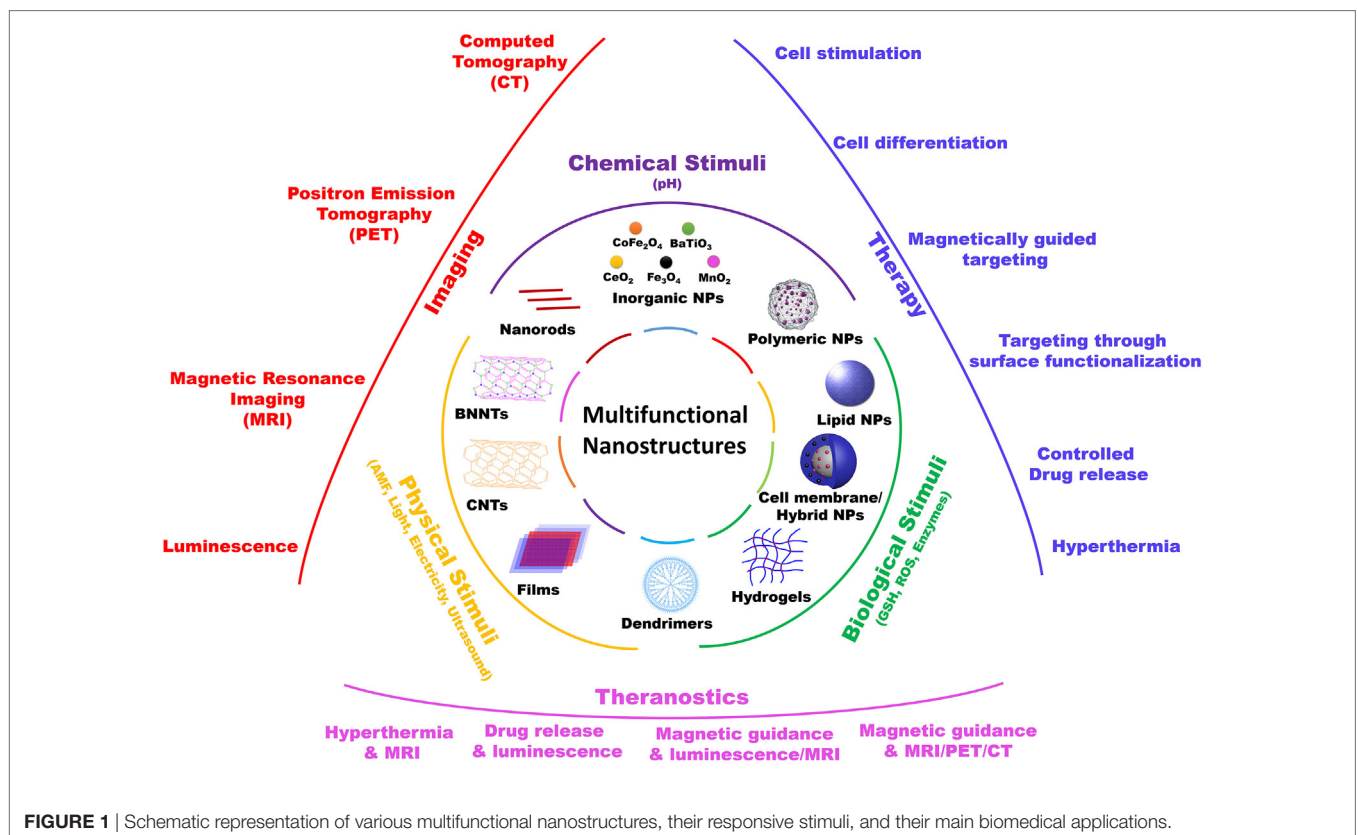 Computed
Tomography
(CT)
Positron Emission
Tomography
(PET)
Magnetic Resonance
Imaging
(MRI)
Luminescence
Imaging
Cell stimulation
Cell differentiation
Magnetically guided
targeting
Targeting through
surface functionalization
Controlled
Drug release
Hyperthermia
Therapy
Chemical Stimuli
(pH)
CoFe₂O₄ BaTiO₃
CeO₂ Fe₃O₄ MnO₂
Inorganic NPs
Nanorods
Polymeric NPs
BNNTs
Lipid NPs
Multifunctional
Nanostructures
CNTs
Cell membrane/
Hybrid NPs
Films
Hydrogels
Dendrimers
Physical Stimuli
(AMF, Light, Electricity, Ultrasound)
Biological Stimuli
(GSH, ROS, Enzymes)
Theranostics
Hyperthermia
& MRI
Drug release
& luminescence
Magnetic guidance
& luminescence/MRI
Magnetic guidance
& MRI/PET/CT
FIGURE 1 | Schematic representation of various multifunctional nanostructures, their responsive stimuli, and their main biomedical applications.